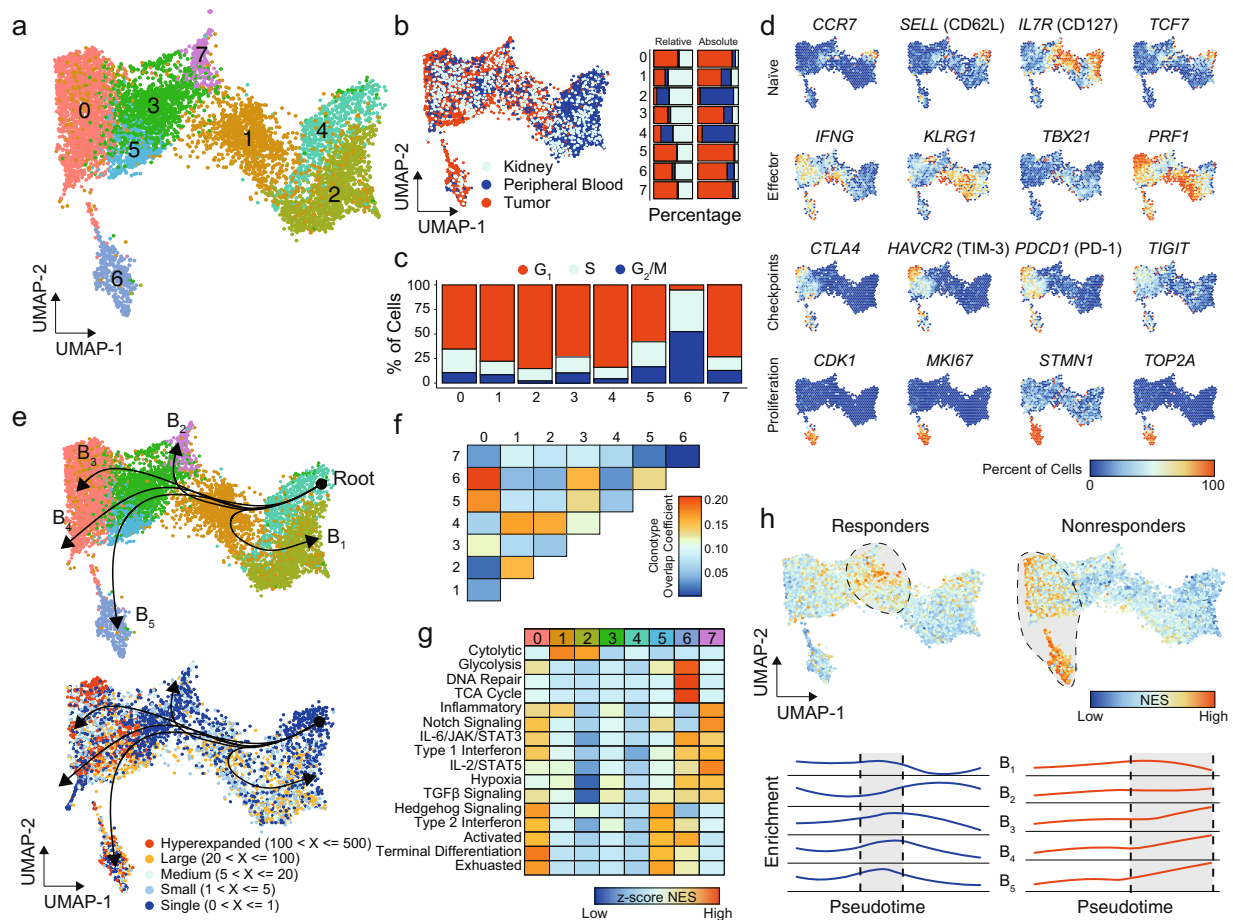 a
7
0
3
5
1
4
2
6
UMAP-2
UMAP-1
b
Kidney
Peripheral Blood
Tumor
UMAP-2
UMAP-1
Relative
Absolute
0
1
2
3
4
5
6
7
Percentage
c
G1
S
G2/M
% of Cells
100
75
50
25
0
0 1 2 3 4 5 6 7
d
CCR7
SELL (CD62L)
IL7R (CD127)
TCF7
Naïve
IFNG
KLRG1
TBX21
PRF1
Effector
CTLA4
HAVCR2 (TIM-3)
PDCD1 (PD-1)
TIGIT
Checkpoints
CDK1
MKI67
STMN1
TOP2A
Proliferation
Percent of Cells
0
100
e
B2
B3
Root
B4
B1
B5
Hyperexpanded (100 < X <= 500)
Large (20 < X <= 100)
Medium (5 < X <= 20)
Small (1 < X <= 5)
Single (0 < X <= 1)
UMAP-2
UMAP-1
f
0 1 2 3 4 5 6
7
6
5
4
3
2
1
Clonotype
Overlap Coefficient
0.20
0.15
0.10
0.05
g
0 1 2 3 4 5 6 7
Cytolytic
Glycolysis
DNA Repair
TCA Cycle
Inflammatory
Notch Signaling
IL-6/JAK/STAT3
Type 1 Interferon
IL-2/STAT5
Hypoxia
TGFβ Signaling
Hedgehog Signaling
Type 2 Interferon
Activated
Terminal Differentiation
Exhuasted
z-score NES
Low
High
h
Responders
Nonresponders
UMAP-2
UMAP-1
NES
Low
High
Enrichment
B1
B2
B3
B4
B5
Pseudotime
Pseudotime